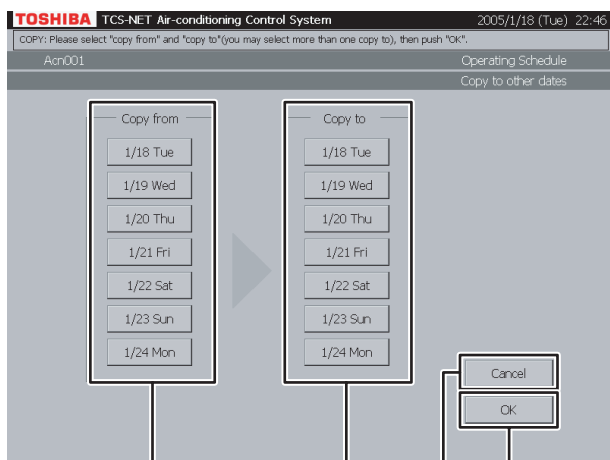 TOSHIBA TCS-NET Air-conditioning Control System 2005/1/18 (Tue) 22:46
COPY: Please select "copy from" and "copy to"(you may select more than one copy to), then push "OK".
Acn001 Operating Schedule
Copy to other dates
Copy from Copy to
1/18 Tue 1/18 Tue
1/19 Wed 1/19 Wed
1/20 Thu 1/20 Thu
1/21 Fri 1/21 Fri
1/22 Sat 1/22 Sat
1/23 Sun 1/23 Sun
1/24 Mon 1/24 Mon
Cancel
OK